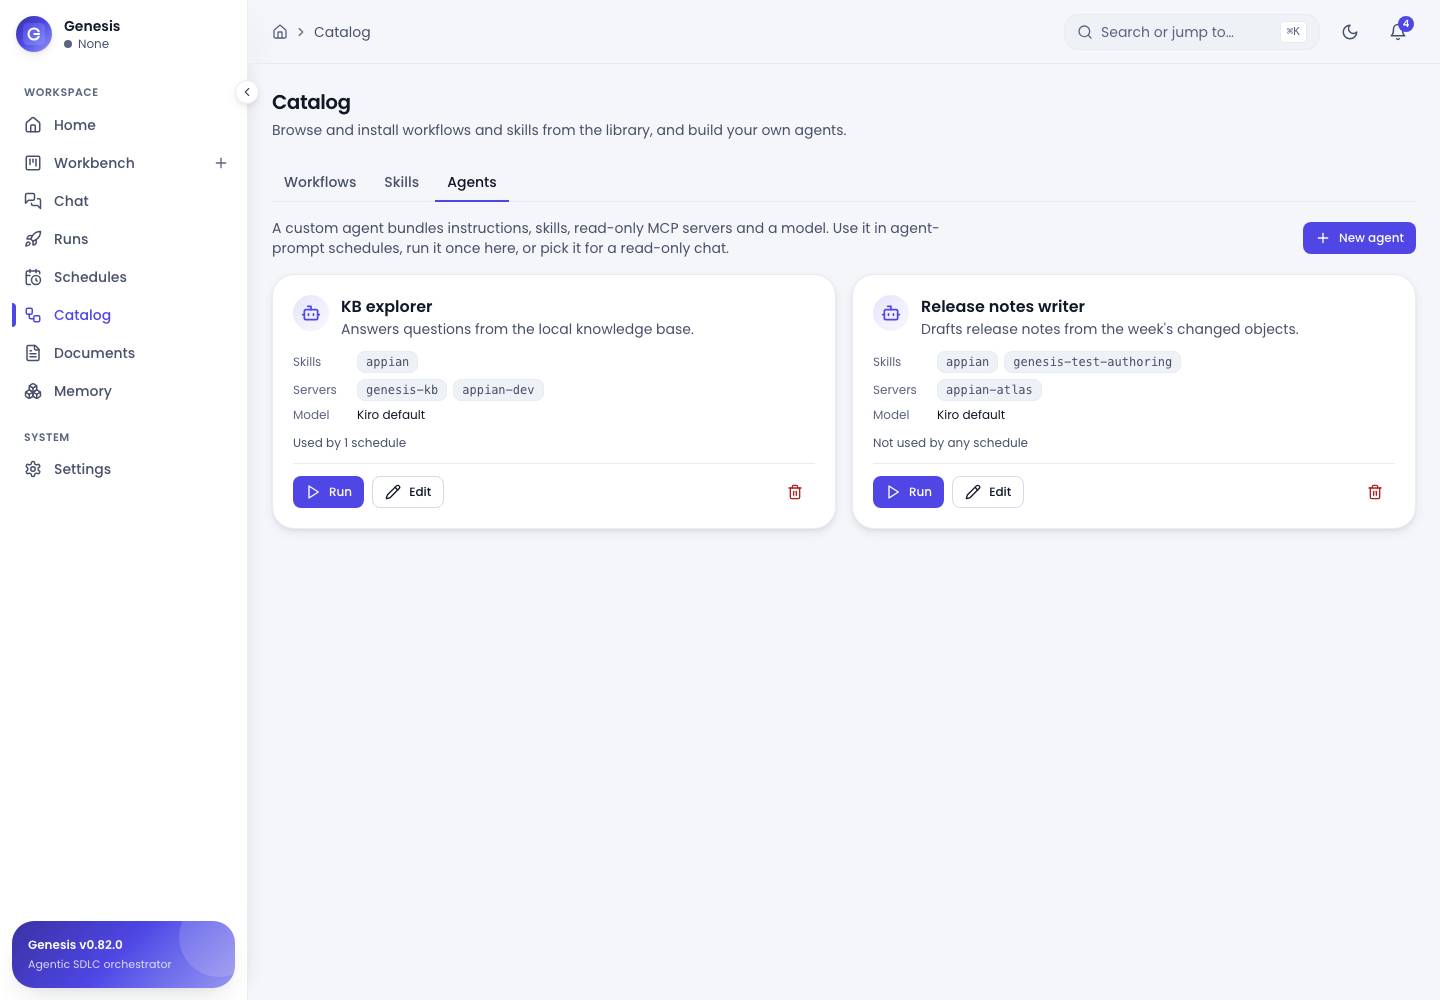 Genesis
None
WORKSPACE
Home
Workbench
Chat
Runs
Schedules
Catalog
Documents
Memory
SYSTEM
Settings
Genesis v0.82.0
Agentic SDLC orchestrator
Catalog
Search or jump to...
⌘K
4
Catalog
Browse and install workflows and skills from the library, and build your own agents.
Workflows
Skills
Agents
A custom agent bundles instructions, skills, read-only MCP servers and a model. Use it in agent-
prompt schedules, run it once here, or pick it for a read-only chat.
New agent
KB explorer
Answers questions from the local knowledge base.
Skills appian
Servers genesis-kb appian-dev
Model Kiro default
Used by 1 schedule
Run Edit
Release notes writer
Drafts release notes from the week's changed objects.
Skills appian genesis-test-authoring
Servers appian-atlas
Model Kiro default
Not used by any schedule
Run Edit